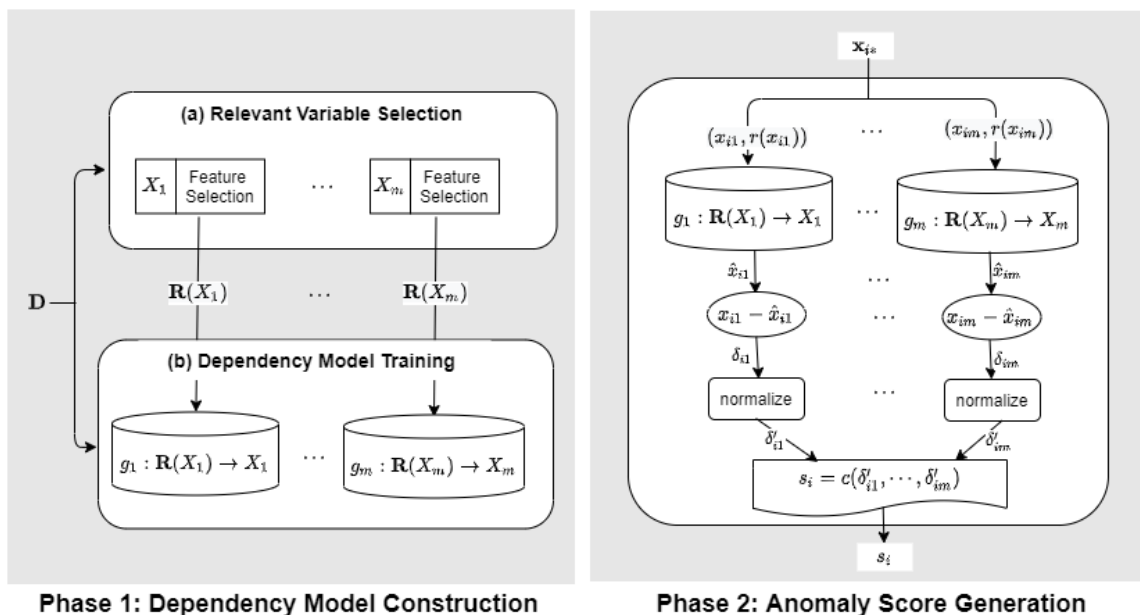 (a) Relevant Variable Selection
X₁ Feature Selection ... Xₘ Feature Selection
D
R(X₁) ... R(Xₘ)
(b) Dependency Model Training
g₁ : R(X₁) → X₁ ... gₘ : R(Xₘ) → Xₘ
Phase 1: Dependency Model Construction
xᵢ*
(xᵢ₁, r(xᵢ₁)) ... (xᵢₘ, r(xᵢₘ))
g₁ : R(X₁) → X₁ ... gₘ : R(Xₘ) → Xₘ
x̂ᵢ₁ ... x̂ᵢₘ
xᵢ₁ − x̂ᵢ₁ ... xᵢₘ − x̂ᵢₘ
δᵢ₁ δᵢₘ
normalize ... normalize
δ′ᵢ₁ δ′ᵢₘ
sᵢ = c(δ′ᵢ₁, ⋯, δ′ᵢₘ)
sᵢ
Phase 2: Anomaly Score Generation